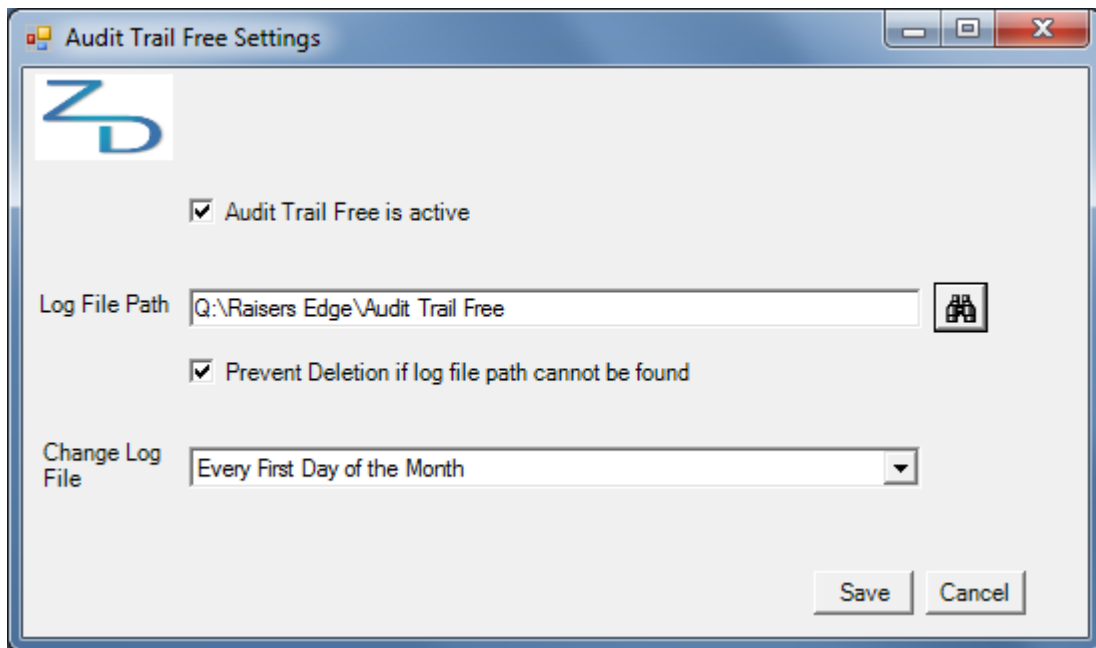 Audit Trail Free Settings
ZD
Audit Trail Free is active
Log File Path
Q:\Raisers Edge\Audit Trail Free
Prevent Deletion if log file path cannot be found
Change Log
File
Every First Day of the Month
Save
Cancel